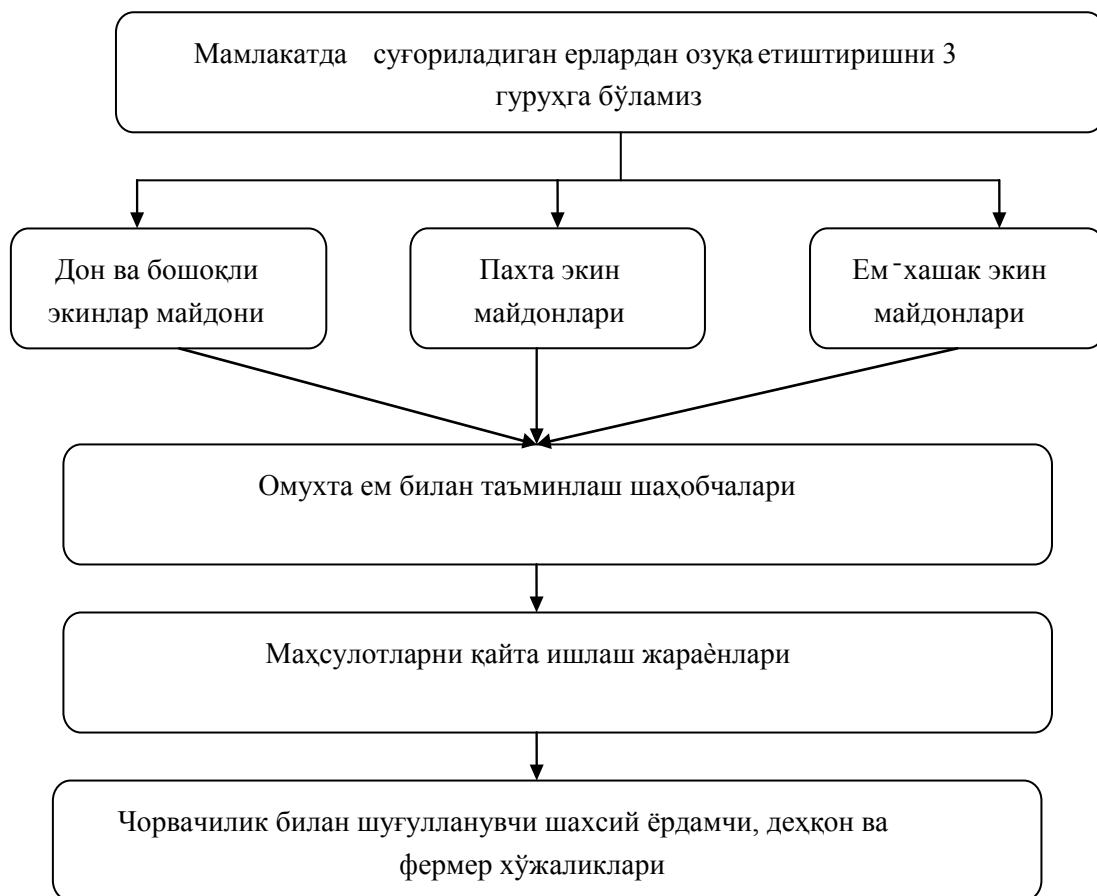 Мамлакатда суғориладиган ерлардан озуқа етиштиришни 3
гуруҳга бўламиз
Дон ва бошоқли
экинлар майдони
Пахта экин
майдонлари
Ем-хашак экин
майдонлари
Омухта ем билан таъминлаш шаҳобчалари
Маҳсулотларни қайта ишлаш жараѐнлари
Чорвачилик билан шуғулланувчи шахсий ёрдамчи, деҳқон ва
фермер хўжаликлари